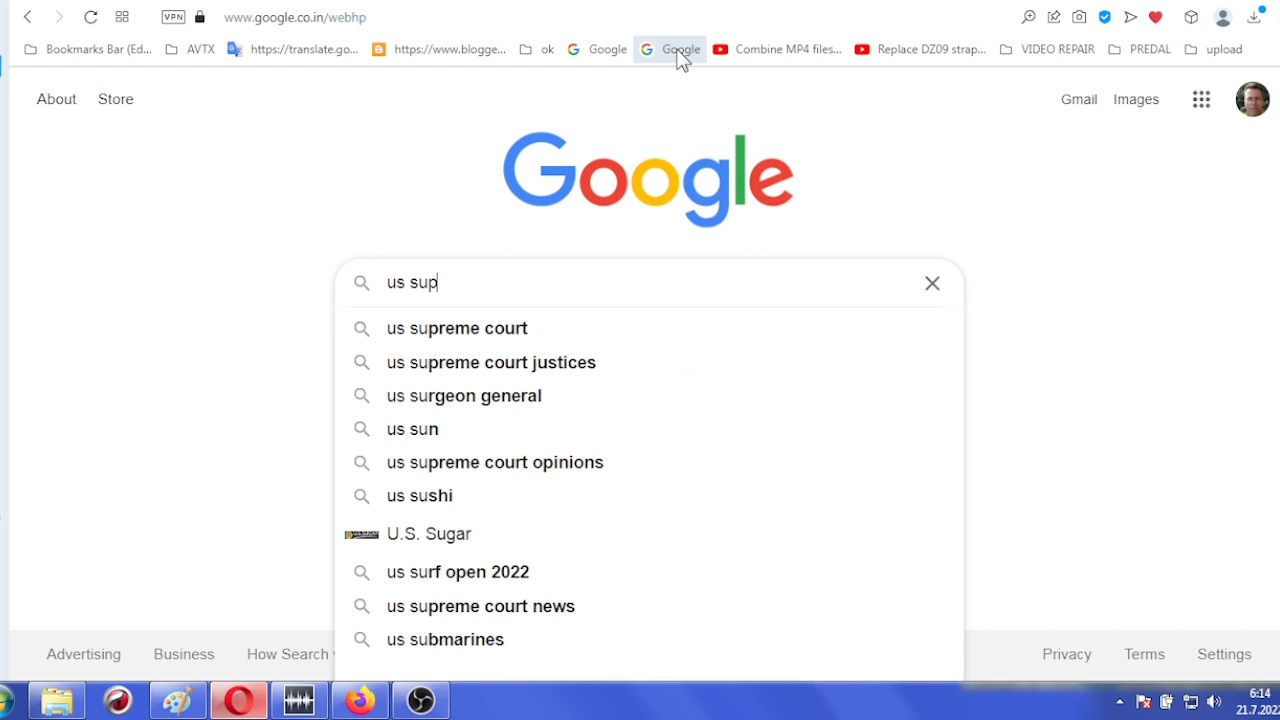 VPN www.google.co.in/webhp
Bookmarks Bar (Ed... AVTX https://translate.go... https://www.blogge... ok Google Google Combine MP4 files... Replace DZ09 strap... VIDEO REPAIR PREDAL upload
About Store Gmail Images
Google
us sup
us supreme court
us supreme court justices
us surgeon general
us sun
us supreme court opinions
us sushi
U.S. Sugar
us surf open 2022
us supreme court news
us submarines
Advertising Business How Search Privacy Terms Settings
6:14
21.7.202